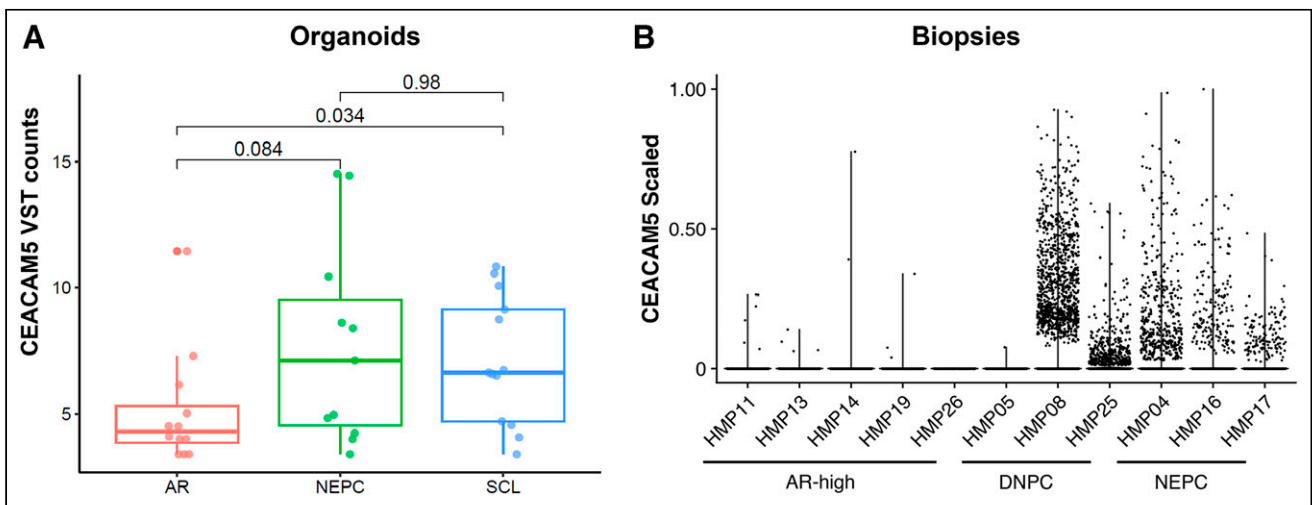 A
Organoids
CEACAM5 VST counts
15
10
5
0.98
0.034
0.084
AR
NEPC
SCL
B
Biopsies
CEACAM5 Scaled
1.00
0.50
0
HMP11
HMP13
HMP14
HMP19
HMP26
HMP05
HMP08
HMP25
HMP04
HMP16
HMP17
AR-high
DNPC
NEPC